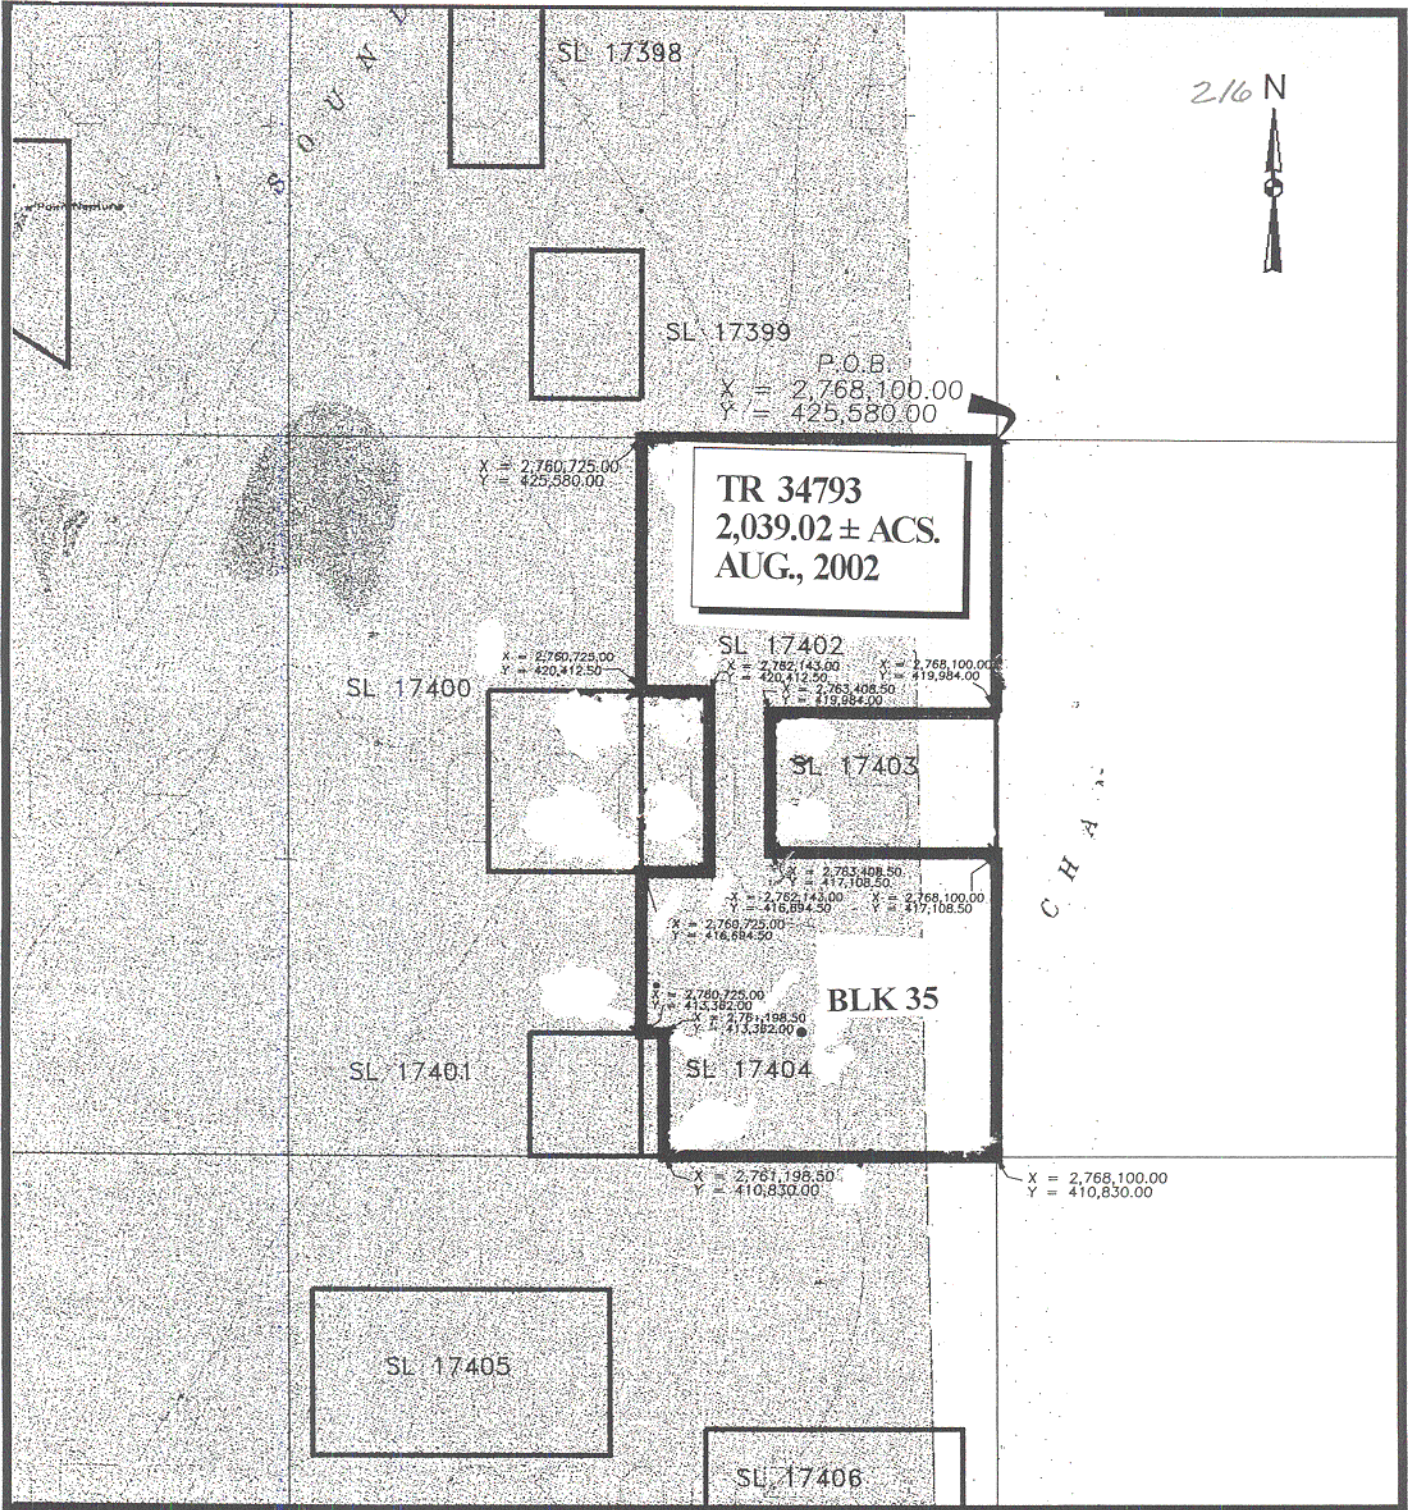 S O U N D
SL 17398
216 N
Point Neptune
SL 17399
P.O.B.
X = 2,768,100.00
Y = 425,580.00
X = 2,760,725.00
Y = 425,580.00
TR 34793
2,039.02 ± ACS.
AUG., 2002
SL 17402
X = 2,760,725.00
Y = 420,412.50
X = 2,762,143.00
Y = 420,412.50
X = 2,768,100.00
Y = 419,984.00
X = 2,763,408.50
Y = 419,984.00
SL 17400
SL 17403
C H A
X = 2,763,408.50
Y = 417,108.50
X = 2,762,143.00
Y = 416,694.50
X = 2,768,100.00
Y = 417,108.50
X = 2,760,725.00
Y = 416,694.50
X = 2,760,725.00
Y = 413,382.00
X = 2,761,198.50
Y = 413,382.00
BLK 35
SL 17401
SL 17404
X = 2,761,198.50
Y = 410,830.00
X = 2,768,100.00
Y = 410,830.00
SL 17405
SL 17406